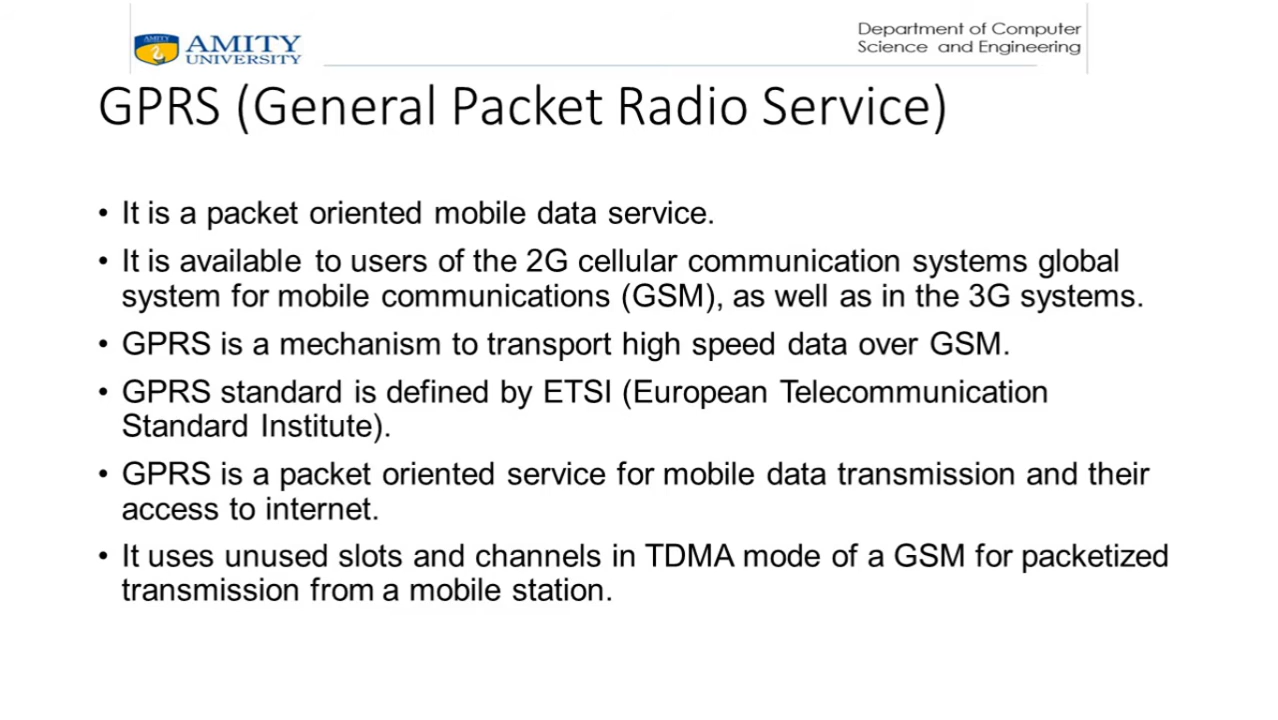 AMITY
AMITY
UNIVERSITY
Department of Computer
Science and Engineering
GPRS (General Packet Radio Service)
• It is a packet oriented mobile data service.
• It is available to users of the 2G cellular communication systems global
system for mobile communications (GSM), as well as in the 3G systems.
• GPRS is a mechanism to transport high speed data over GSM.
• GPRS standard is defined by ETSI (European Telecommunication
Standard Institute).
• GPRS is a packet oriented service for mobile data transmission and their
access to internet.
• It uses unused slots and channels in TDMA mode of a GSM for packetized
transmission from a mobile station.